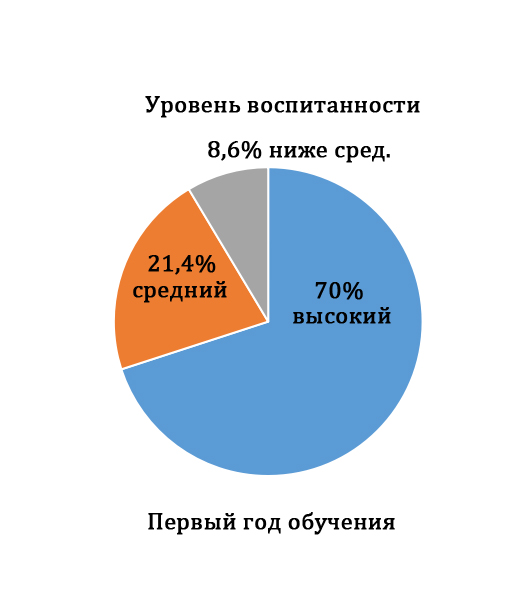 Уровень воспитанности
8,6% ниже сред.
21,4%
средний
70%
высокий
Первый год обучения